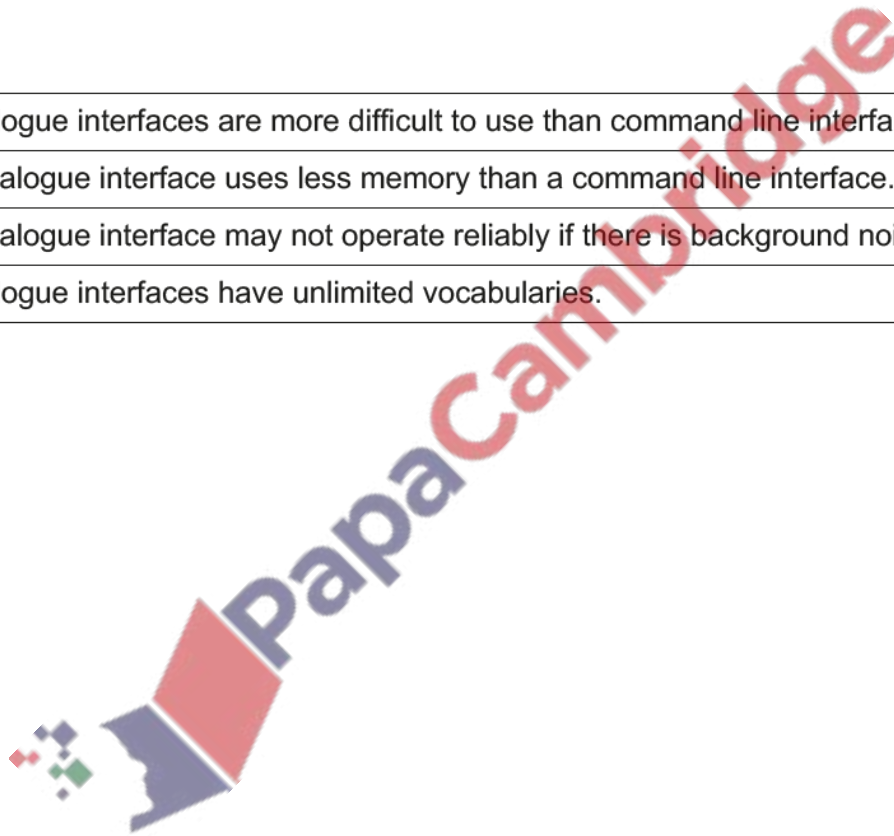 ogue interfaces are more difficult to use than command line interfa
alogue interface uses less memory than a command line interface.
alogue interface may not operate reliably if there is background noi
ogue interfaces have unlimited vocabularies.
PapaCambridge